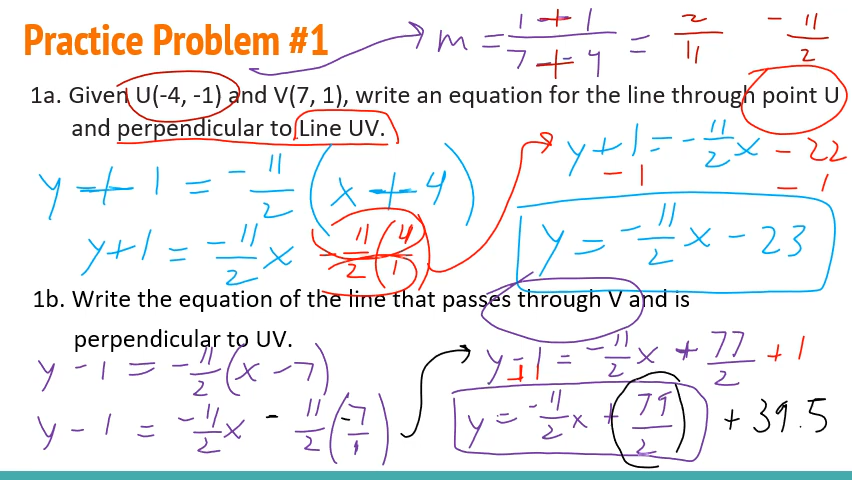 Practice Problem #1
m = 1 + 1 / 7 + 4 = 2/11 - 11/2
1a. Given U(-4, -1) and V(7, 1), write an equation for the line through point U
and perpendicular to Line UV.
y + 1 = -11/2 (x + 4)
y + 1 = -11/2 x - 11/2 (4/1)
y + 1 = -11/2 x - 22
- 1 - 1
y = -11/2 x - 23
1b. Write the equation of the line that passes through V and is
perpendicular to UV.
y - 1 = -11/2 (x - 7)
y - 1 = -11/2 x - 11/2 (-7/1)
y - 1 = -11/2 x + 77/2 + 1
+1
y = -11/2 x + 79/2 + 39.5